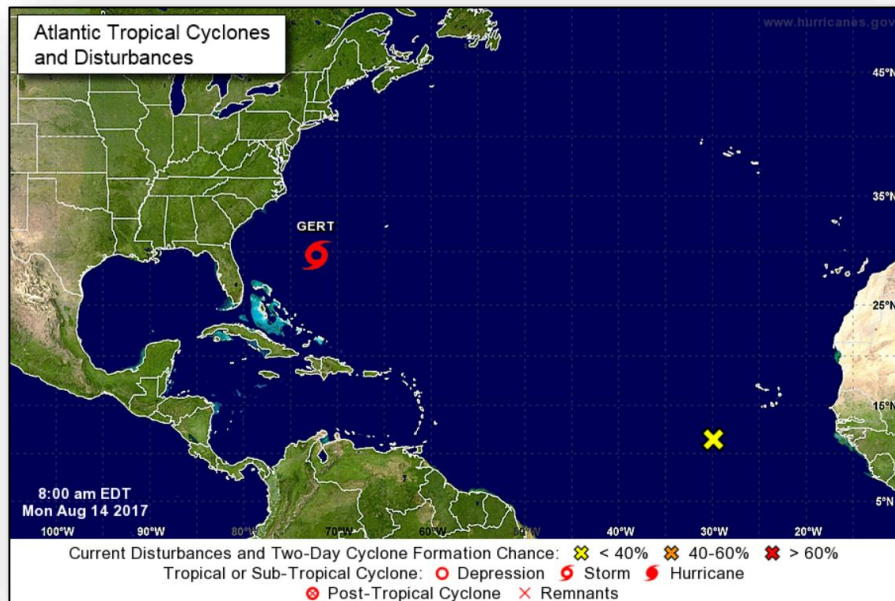 Atlantic Tropical Cyclones
and Disturbances
www.hurricanes.gov
45°N
35°N
GERT
25°N
15°N
5°N
8:00 am EDT
Mon Aug 14 2017
100°W 90°W 80°W 70°W 60°W 50°W 40°W 30°W 20°W
Current Disturbances and Two-Day Cyclone Formation Chance: < 40% 40-60% > 60%
Tropical or Sub-Tropical Cyclone: Depression Storm Hurricane
Post-Tropical Cyclone Remnants